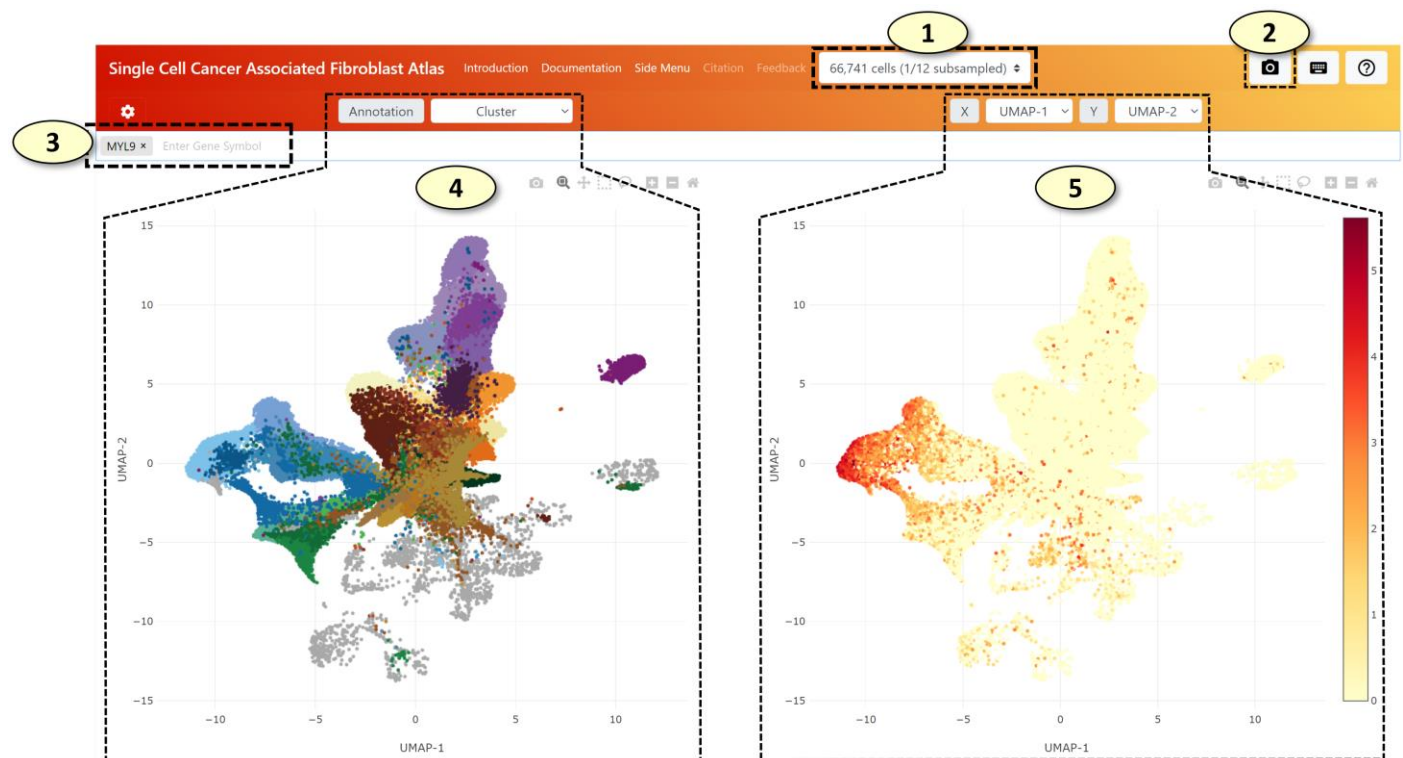 1
2
Single Cell Cancer Associated Fibroblast Atlas Introduction Documentation Side Menu Citation Feedback 66,741 cells (1/12 subsampled)
Annotation Cluster X UMAP-1 Y UMAP-2
3
MYL9 × Enter Gene Symbol
4
5
15
10
5
0
−5
−10
−15
UMAP-2
−10 −5 0 5 10
UMAP-1
15
10
5
0
−5
−10
−15
UMAP-2
−10 −5 0 5 10
UMAP-1
5
4
3
2
1
0